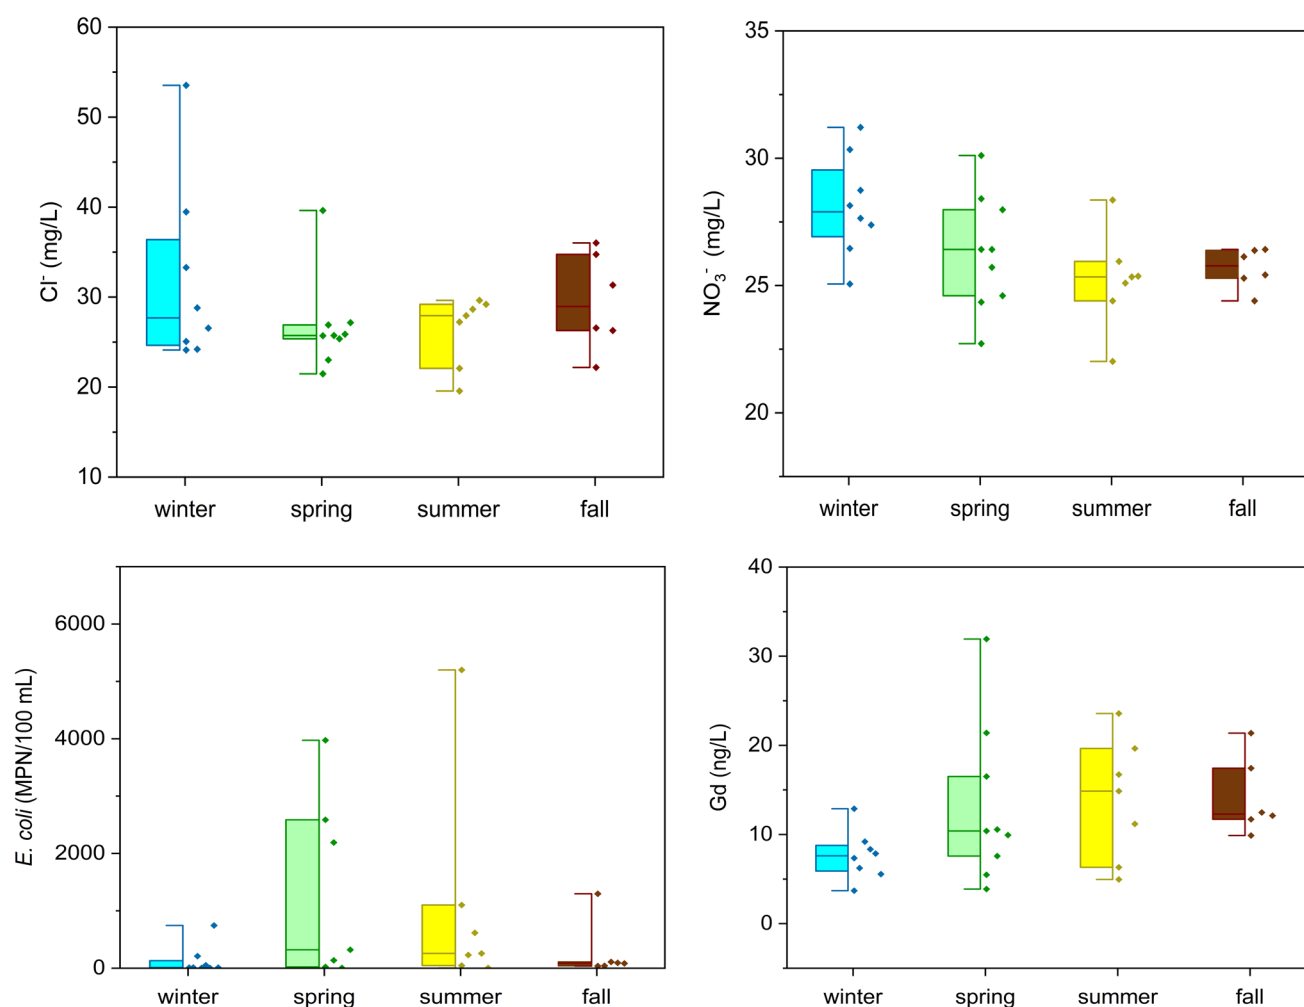 60
50
40
30
20
10
Cl⁻ (mg/L)
winter spring summer fall
35
30
25
20
NO₃⁻ (mg/L)
winter spring summer fall
6000
4000
2000
0
E. coli (MPN/100 mL)
winter spring summer fall
40
30
20
10
0
Gd (ng/L)
winter spring summer fall